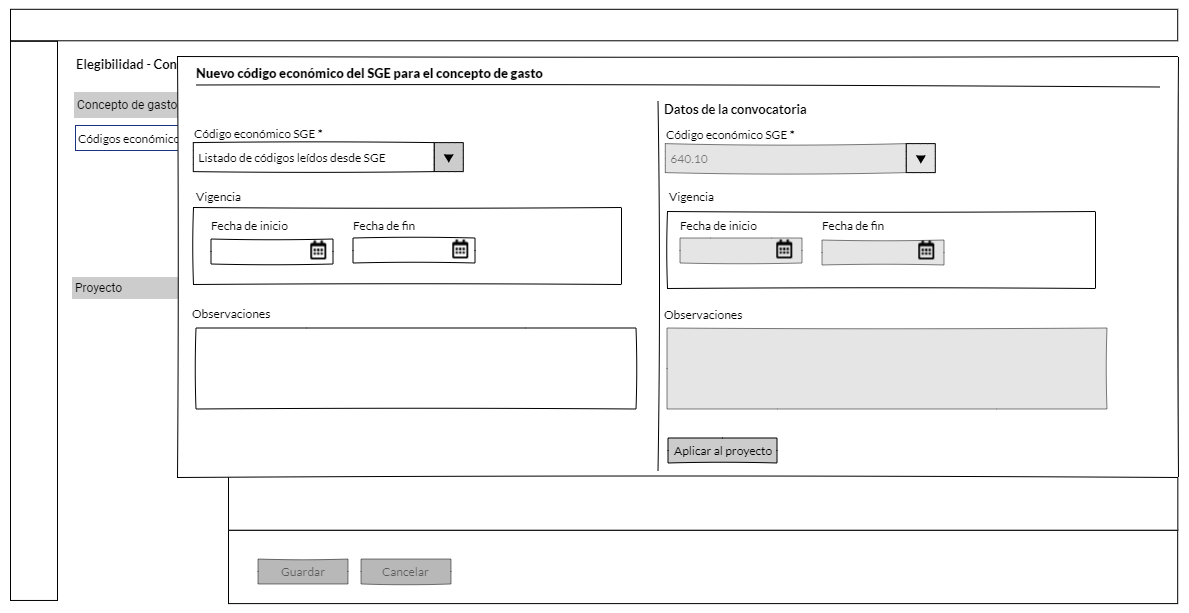 Elegibilidad - Con
Nuevo código económico del SGE para el concepto de gasto
Concepto de gasto
Códigos económico
Código económico SGE *
Listado de códigos leídos desde SGE
Vigencia
Fecha de inicio
Fecha de fin
Observaciones
Datos de la convocatoria
Código económico SGE *
640.10
Vigencia
Fecha de inicio
Fecha de fin
Observaciones
Aplicar al proyecto
Proyecto
Guardar
Cancelar